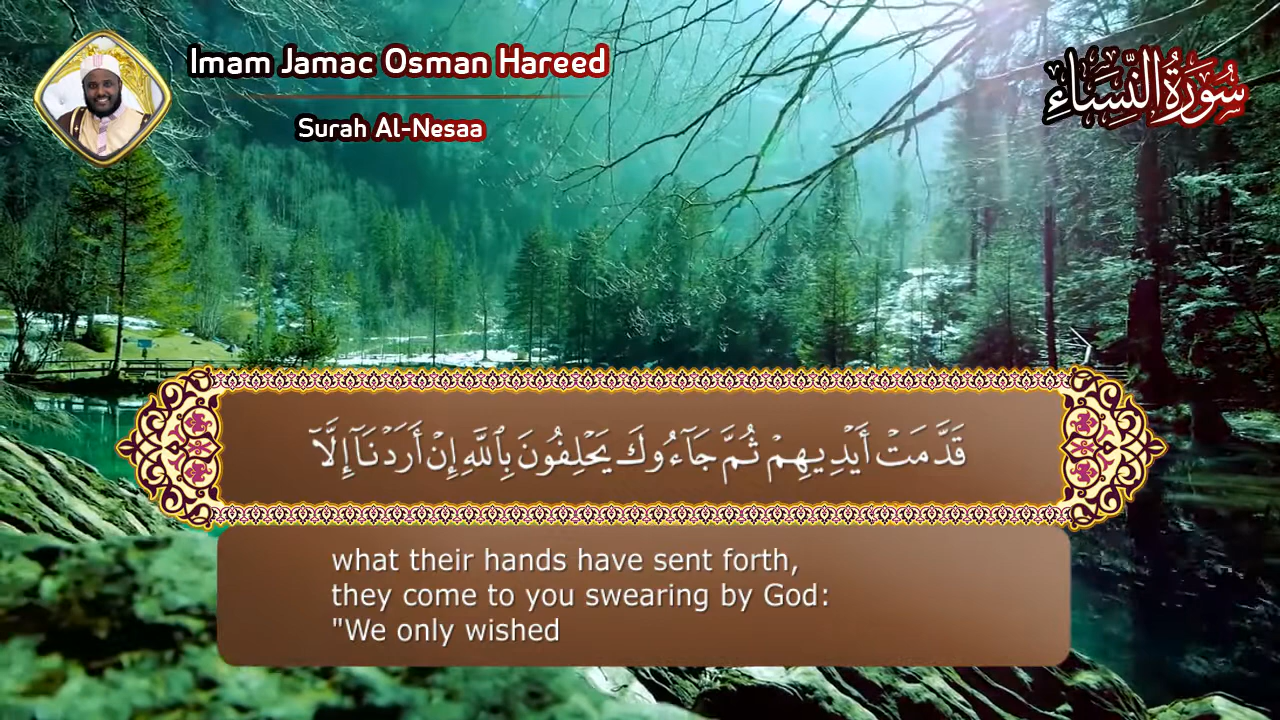 Imam Jamac Osman Hareed
Surah Al-Nesaa
سُورَةُ النِّسَاءِ
قَدَّمَتْ أَيْدِيهِمْ ثُمَّ جَآءُوكَ يَحْلِفُونَ بِٱللَّهِ إِنْ أَرَدْنَآ إِلَّآ
what their hands have sent forth,
they come to you swearing by God:
"We only wished